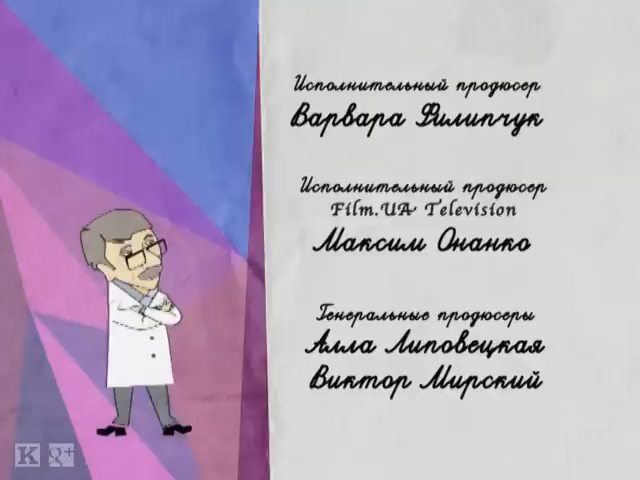 Исполнительный продюсер
Варвара Филипчук
Исполнительный продюсер
Film.UA Television
Максим Онанко
Генеральные продюсеры
Алла Липовецкая
Виктор Мирский
K g+